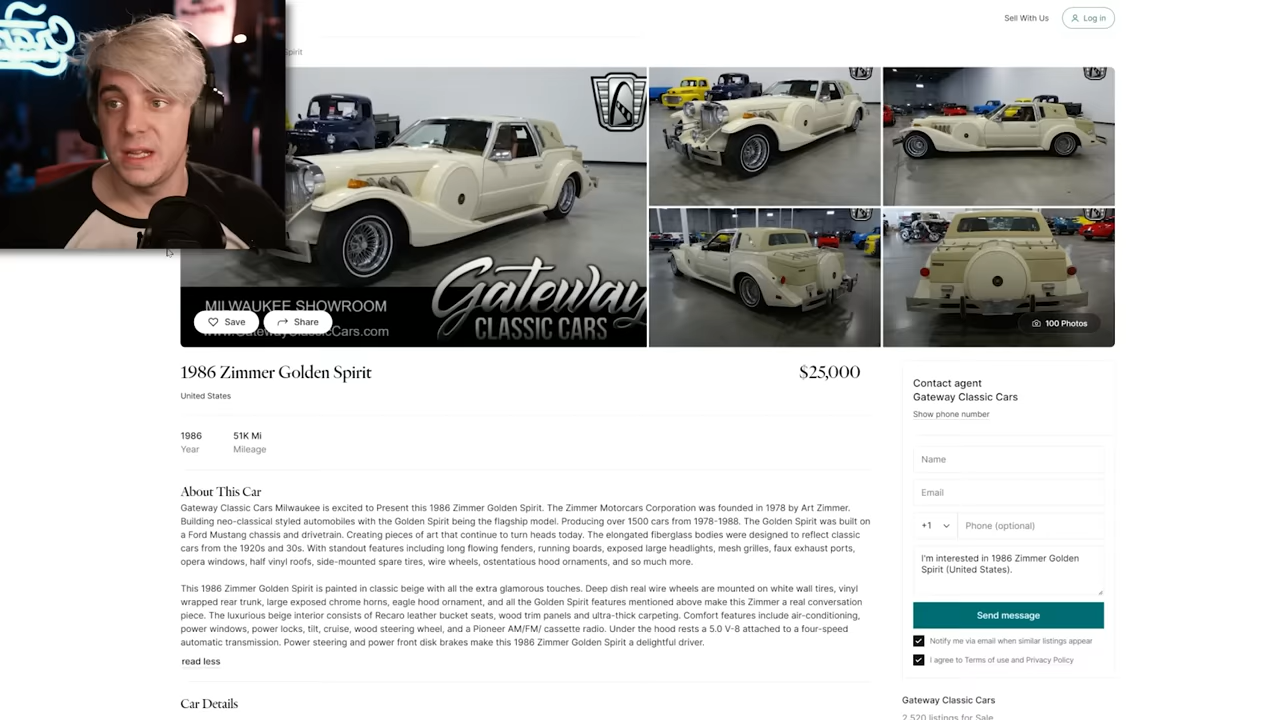 Sell With Us
Log in
Spirit
MILWAUKEE SHOWROOM
www.GatewayClassicCars.com
Gateway
CLASSIC CARS
Save
Share
100 Photos
1986 Zimmer Golden Spirit
$25,000
United States
1986
51K Mi
Year
Mileage
About This Car
Gateway Classic Cars Milwaukee is excited to Present this 1986 Zimmer Golden Spirit. The Zimmer Motorcars Corporation was founded in 1978 by Art Zimmer.
Building neo-classical styled automobiles with the Golden Spirit being the flagship model. Producing over 1500 cars from 1978-1988. The Golden Spirit was built on
a Ford Mustang chassis and drivetrain. Creating pieces of art that continue to turn heads today. The elongated fiberglass bodies were designed to reflect classic
cars from the 1920s and 30s. With standout features including long flowing fenders, running boards, exposed large headlights, mesh grilles, faux exhaust ports,
opera windows, half vinyl roofs, side-mounted spare tires, wire wheels, ostentatious hood ornaments, and so much more.
This 1986 Zimmer Golden Spirit is painted in classic beige with all the extra glamorous touches. Deep dish real wire wheels are mounted on white wall tires, vinyl
wrapped rear trunk, large exposed chrome horns, eagle hood ornament, and all the Golden Spirit features mentioned above make this Zimmer a real conversation
piece. The luxurious beige interior consists of Recaro leather bucket seats, wood trim panels and ultra-thick carpeting. Comfort features include air-conditioning,
power windows, power locks, tilt, cruise, wood steering wheel, and a Pioneer AM/FM/ cassette radio. Under the hood rests a 5.0 V-8 attached to a four-speed
automatic transmission. Power steering and power front disk brakes make this 1986 Zimmer Golden Spirit a delightful driver.
read less
Car Details
Contact agent
Gateway Classic Cars
Show phone number
Name
Email
+1
Phone (optional)
I'm interested in 1986 Zimmer Golden
Spirit (United States).
Send message
Notify me via email when similar listings appear
I agree to Terms of use and Privacy Policy
Gateway Classic Cars
2,520 listings for Sale